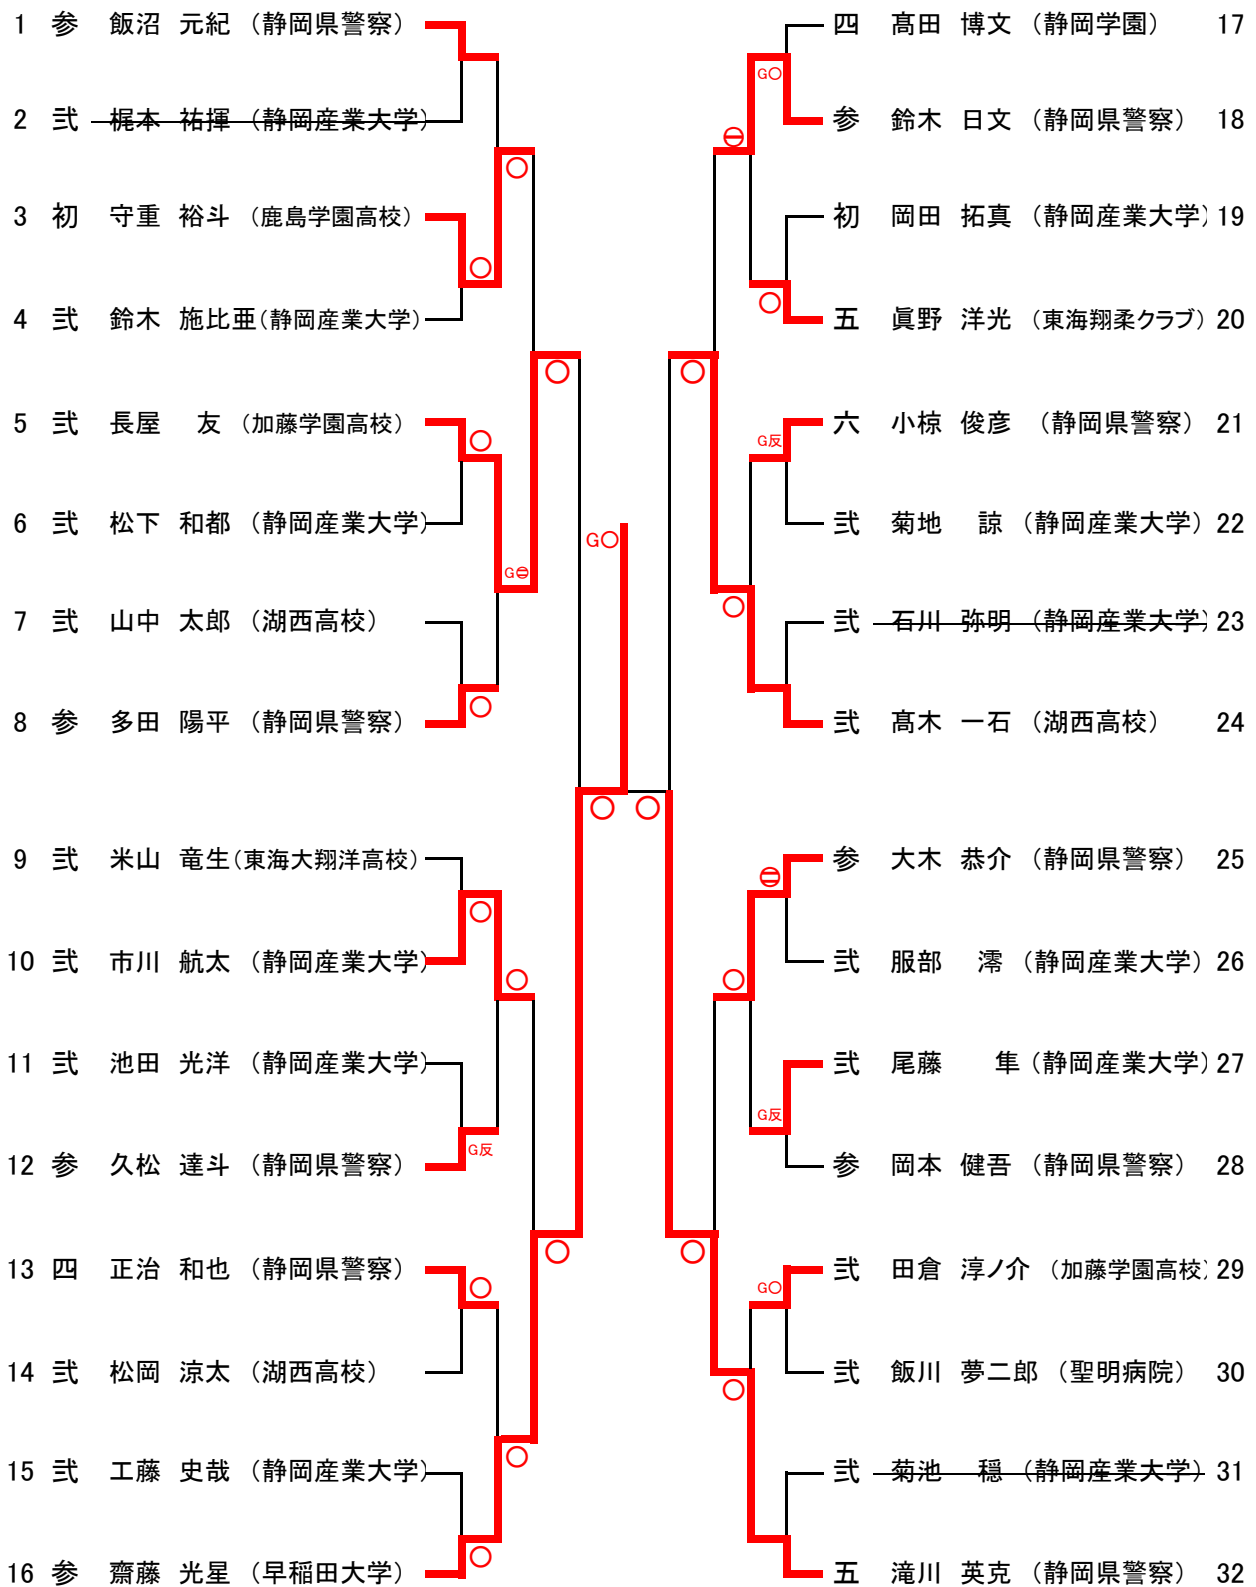 1 参 飯沼 元紀 (静岡県警察)
2 弐 梶本 祐揮 (静岡産業大学)
3 初 守重 裕斗 (鹿島学園高校)
4 弐 鈴木 施比亜(静岡産業大学)
5 弐 長屋 友 (加藤学園高校)
6 弐 松下 和都 (静岡産業大学)
7 弐 山中 太郎 (湖西高校)
8 参 多田 陽平 (静岡県警察)
9 弐 米山 竜生(東海大翔洋高校)
10 弐 市川 航太 (静岡産業大学)
11 弐 池田 光洋 (静岡産業大学)
12 参 久松 達斗 (静岡県警察)
13 四 正治 和也 (静岡県警察)
14 弐 松岡 涼太 (湖西高校)
15 弐 工藤 史哉 (静岡産業大学)
16 参 齋藤 光星 (早稲田大学)
G㊁
G反
G○
四 髙田 博文 (静岡学園) 17
参 鈴木 日文 (静岡県警察) 18
初 岡田 拓真 (静岡産業大学) 19
五 眞野 洋光 (東海翔柔クラブ) 20
六 小椋 俊彦 (静岡県警察) 21
弐 菊地 諒 (静岡産業大学) 22
弐 石川 弥明 (静岡産業大学) 23
弐 髙木 一石 (湖西高校) 24
参 大木 恭介 (静岡県警察) 25
弐 服部 澪 (静岡産業大学) 26
弐 尾藤 隼 (静岡産業大学) 27
参 岡本 健吾 (静岡県警察) 28
弐 田倉 淳ノ介 (加藤学園高校) 29
弐 飯川 夢二郎 (聖明病院) 30
弐 菊池 穏 (静岡産業大学) 31
五 滝川 英克 (静岡県警察) 32
G○
㊀
G反
㊁
G反
G○